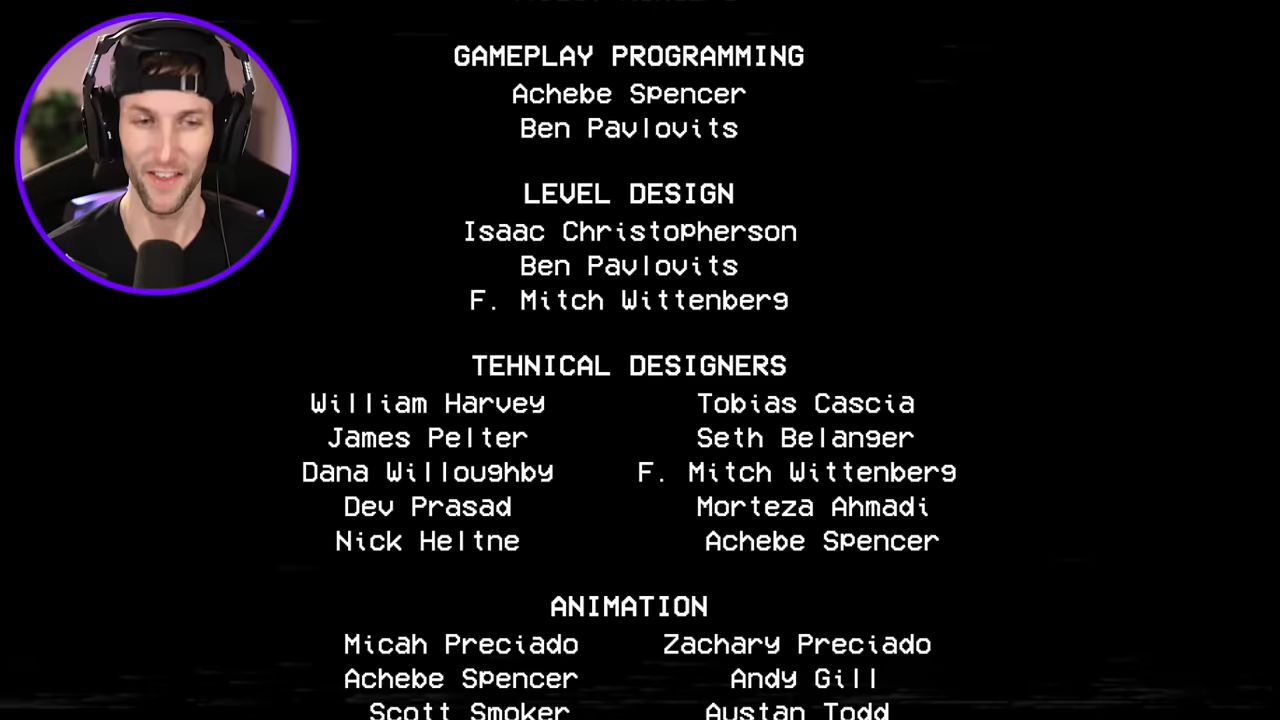 GAMEPLAY PROGRAMMING
Achebe Spencer
Ben Pavlovits
LEVEL DESIGN
Isaac Christopherson
Ben Pavlovits
F. Mitch Wittenberg
TEHNICAL DESIGNERS
William Harvey Tobias Cascia
James Pelter Seth Belanger
Dana Willoughby F. Mitch Wittenberg
Dev Prasad Morteza Ahmadi
Nick Heltne Achebe Spencer
ANIMATION
Micah Preciado Zachary Preciado
Achebe Spencer Andy Gill
Scott Smoker Austan Todd